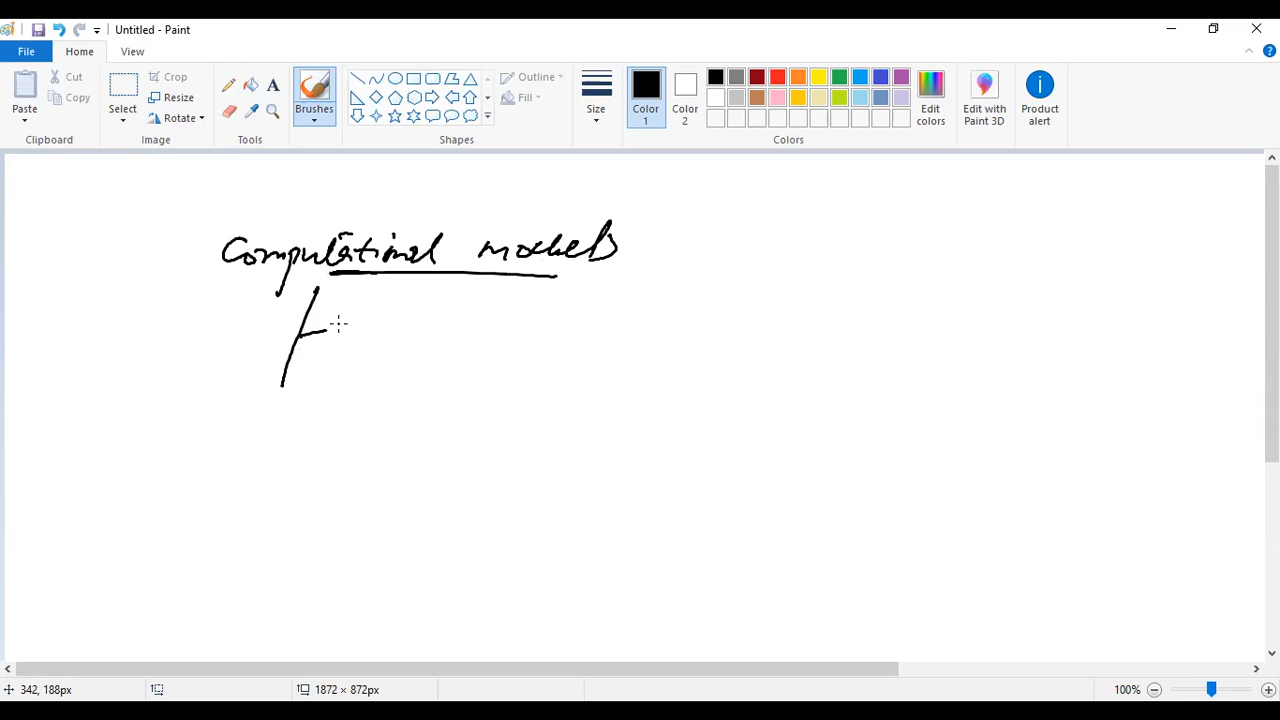 Untitled - Paint
File Home View
Paste Cut Copy Select Crop Resize Rotate Brushes Outline Fill Size Color 1 Color 2 Edit colors Edit with Paint 3D Product alert
Clipboard Image Tools Shapes Colors
Computational models
342, 188px 1872 × 872px 100%